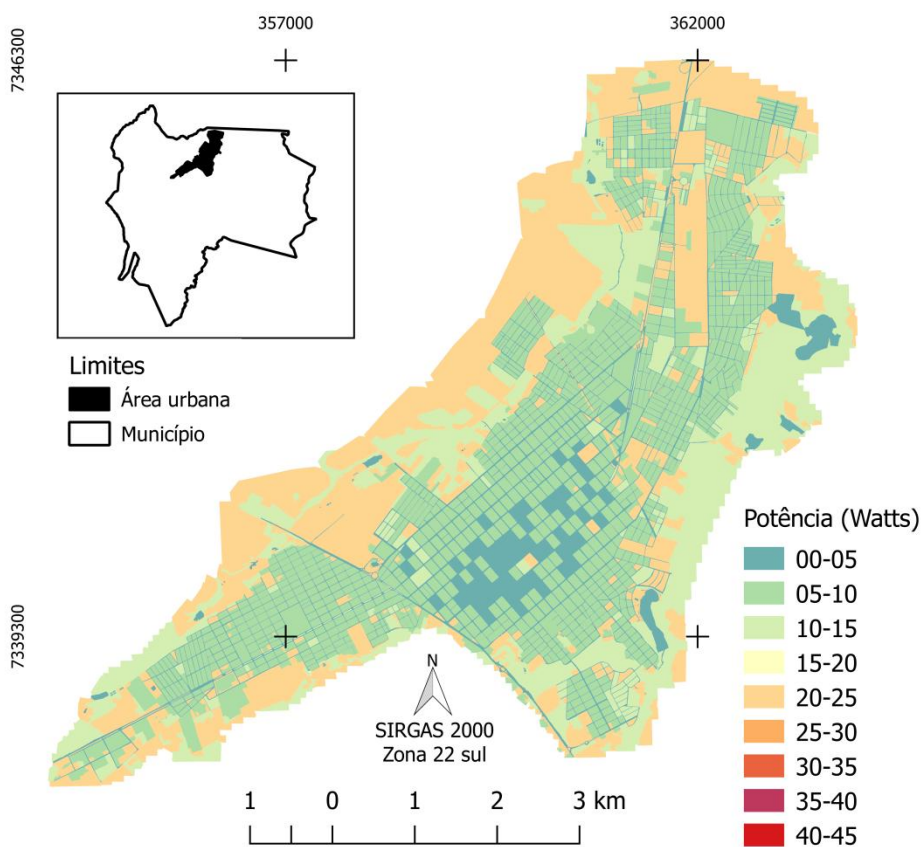 357000
362000
7346300
Limites
Área urbana
Município
Potência (Watts)
00-05
05-10
10-15
15-20
20-25
25-30
30-35
35-40
40-45
7339300
N
SIRGAS 2000
Zona 22 sul
1 0 1 2 3 km